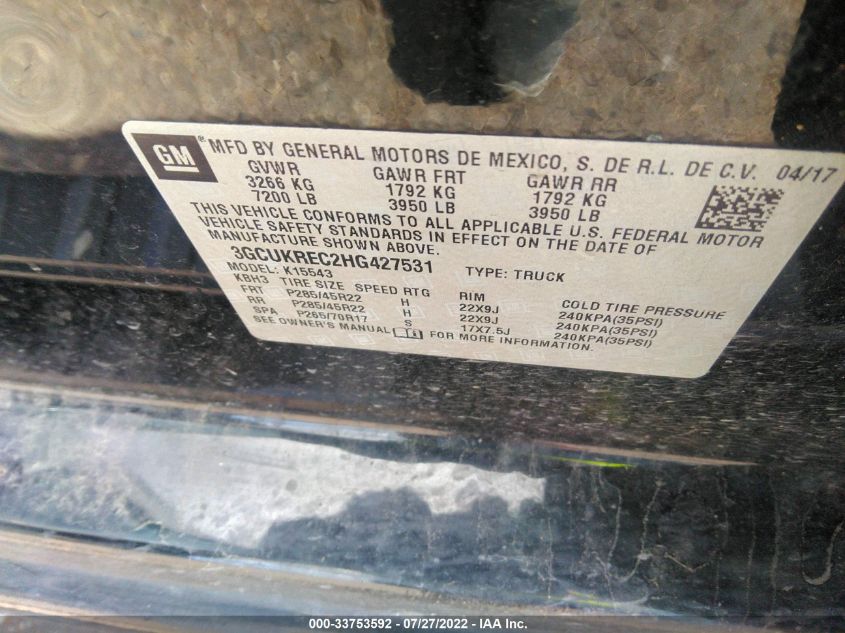 GM ® MFD BY GENERAL MOTORS DE MEXICO, S. DE R.L. DE C.V. 04/17
GVWR GAWR FRT GAWR RR
3266 KG 1792 KG 1792 KG
7200 LB 3950 LB 3950 LB
THIS VEHICLE CONFORMS TO ALL APPLICABLE U.S. FEDERAL MOTOR
VEHICLE SAFETY STANDARDS IN EFFECT ON THE DATE OF
MANUFACTURE SHOWN ABOVE.
3GCUKREC2HG427531 TYPE: TRUCK
MODEL: K15543
KBH3 TIRE SIZE SPEED RTG RIM COLD TIRE PRESSURE
FRT P285/45R22 H 22X9J 240KPA(35PSI)
RR P285/45R22 H 22X9J 240KPA(35PSI)
SPA P265/70R17 S 17X7.5J 240KPA(35PSI)
SEE OWNER'S MANUAL FOR MORE INFORMATION.
000-33753592 / 07/27/2022 - IAA Inc.